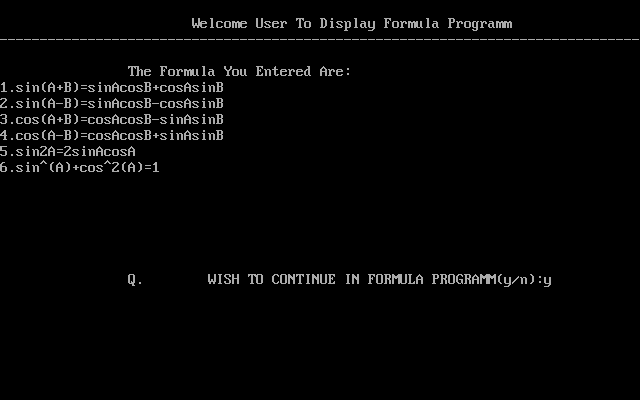 Welcome User To Display Formula Programm
--------------------------------------------------------------------------------
The Formula You Entered Are:
1.sin(A+B)=sinAcosB+cosAsinB
2.sin(A-B)=sinAcosB-cosAsinB
3.cos(A+B)=cosAcosB-sinAsinB
4.cos(A-B)=cosAcosB+sinAsinB
5.sin2A=2sinAcosA
6.sin^(A)+cos^2(A)=1
Q. WISH TO CONTINUE IN FORMULA PROGRAMM(y/n):y